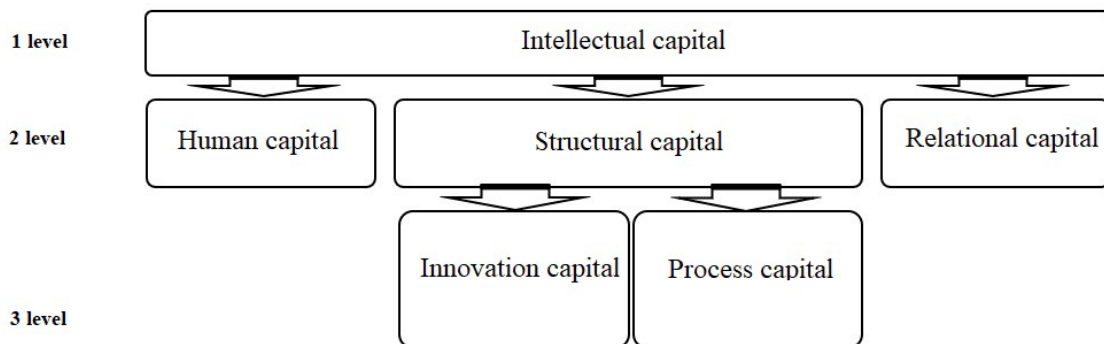 1 level
Intellectual capital
2 level
Human capital
Structural capital
Relational capital
Innovation capital
Process capital
3 level